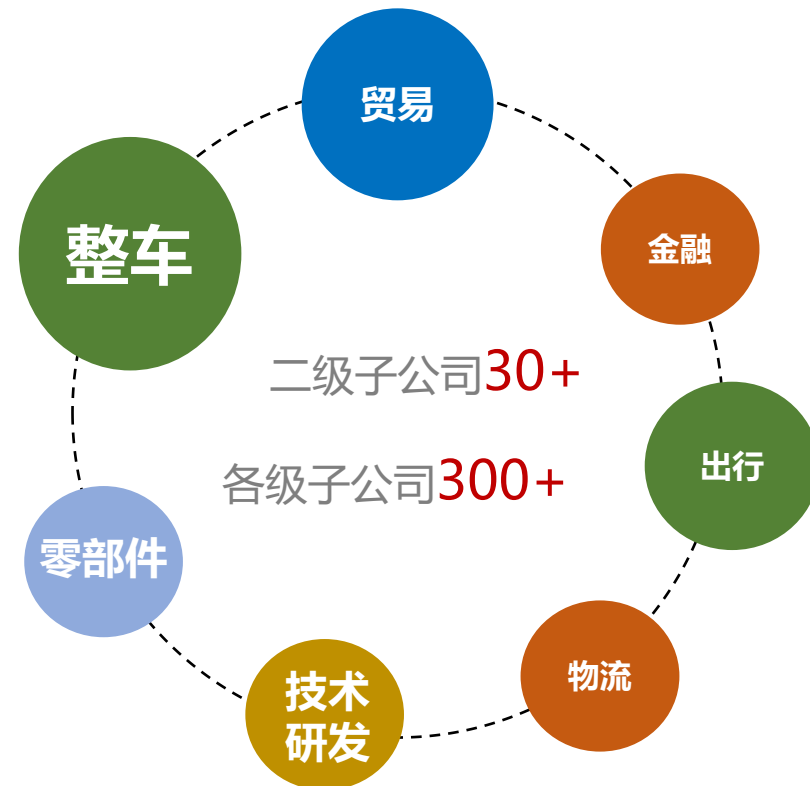 贸易
整车
金融
二级子公司30+
出行
各级子公司300+
零部件
物流
技术
研发